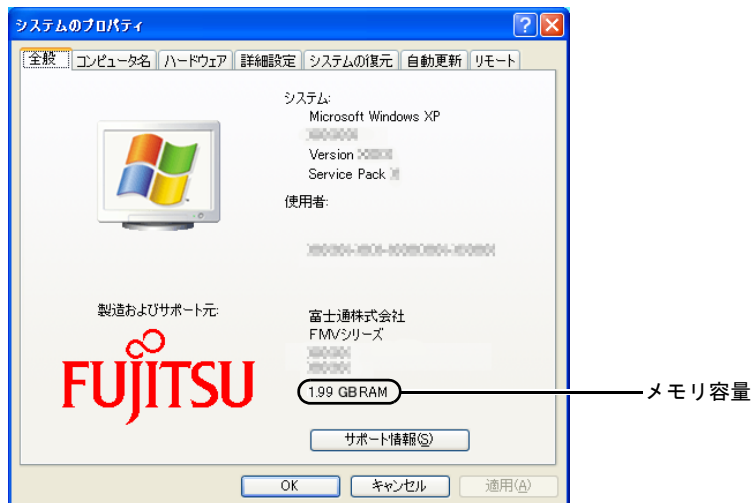 システムのプロパティ
全般 コンピュータ名 ハードウェア 詳細設定 システムの復元 自動更新 リモート
システム:
Microsoft Windows XP
Version
Service Pack
使用者:
製造およびサポート元:
富士通株式会社
FMVシリーズ
FUJITSU
1.99 GB RAM
メモリ容量
サポート情報(S)
OK キャンセル 適用(A)